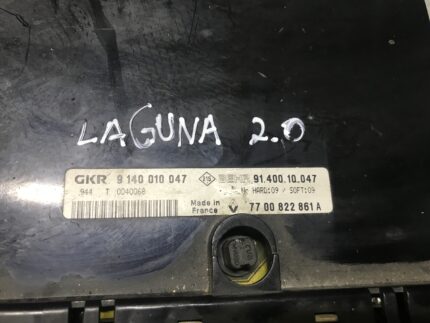 LAGUNA 2.0
GKR 9 140 010 047 BEHR 91.400.10.047
944 T 0040068 HARD:09 / SOFT:09
Made in
France 77 00 822 861 A